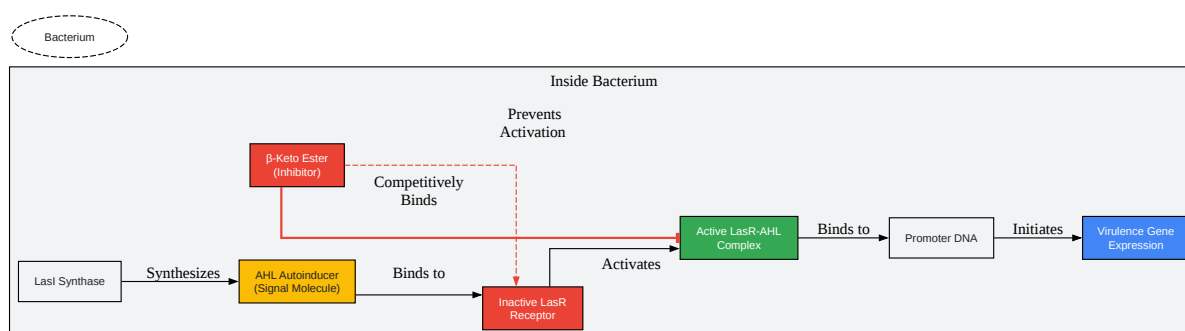 Bacterium
Inside Bacterium
Prevents
Activation
β-Keto Ester
(Inhibitor)
Competitively
Binds
Active LasR-AHL
Complex
Binds to
Promoter DNA
Initiates
Virulence Gene
Expression
Activates
LasI Synthase
Synthesizes
AHL Autoinducer
(Signal Molecule)
Binds to
Inactive LasR
Receptor